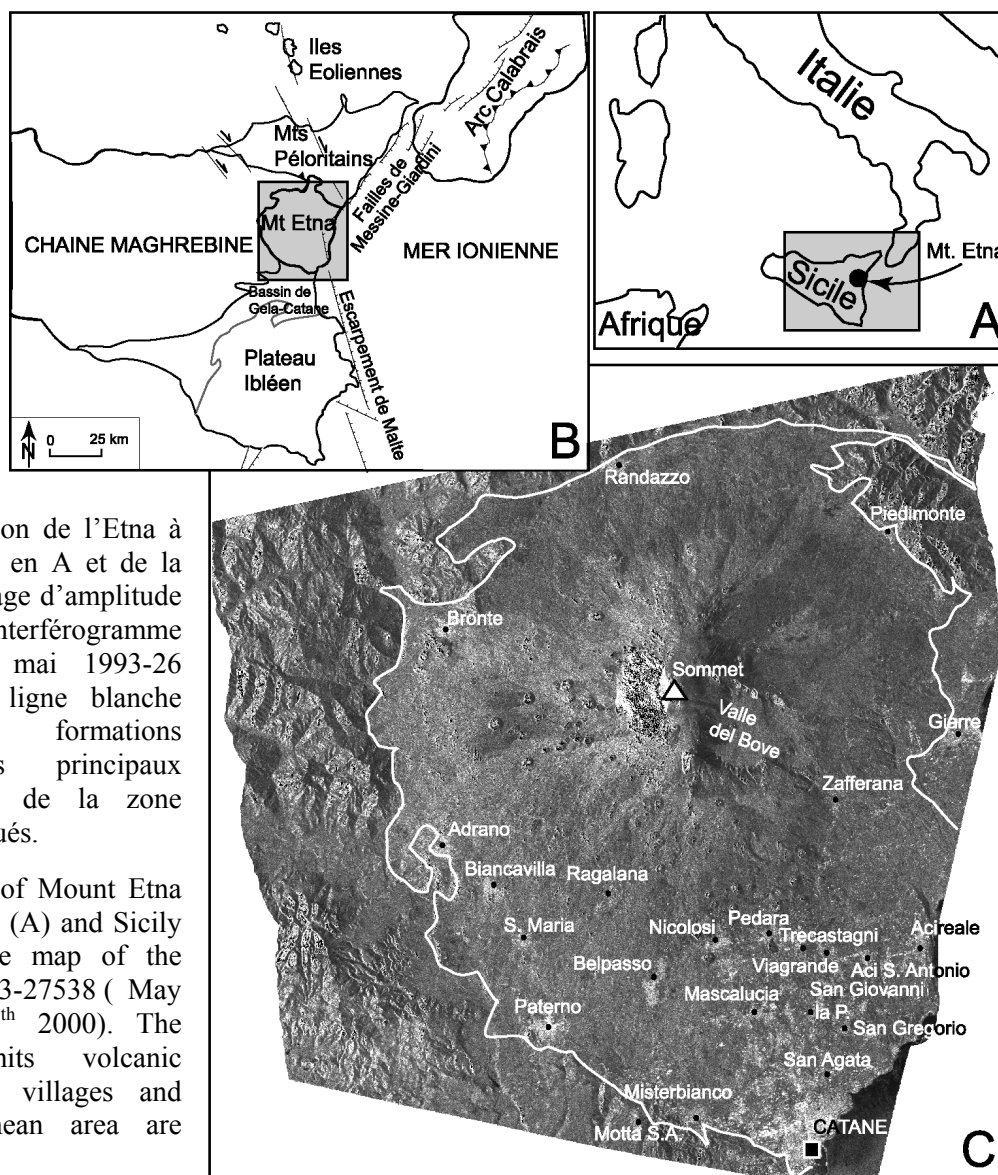 Iles
Eoliennes
Arc Calabrais
Mts
Péloritains
Failles de
Messine-Giardini
Mt Etna
CHAINE MAGHREBINE
MER IONIENNE
Bassin de
Gela-Catane
Escarpement de Malte
Plateau
Ibléen
N
0 25 km
B
Italie
Mt. Etna
Sicile
Afrique
A
on de l’Etna à
en A et de la
age d’amplitude
nterférogramme
mai 1993-26
ligne blanche
formations
s principaux
de la zone
ués.
of Mount Etna
(A) and Sicily
e map of the
3-27538 ( May
th 2000). The
nits volcanic
villages and
nean area are
Randazzo
Piedimonte
Bronte
Sommet
Valle
del Bove
Giarre
Zafferana
Adrano
Biancavilla
Ragalana
S. Maria
Nicolosi
Pedara
Trecastagni
Acireale
Belpasso
Viagrande
Aci S. Antonio
Mascalucia
San Giovanni
la P.
Paterno
San Gregorio
San Agata
Misterbianco
Motta S.A.
CATANE
C